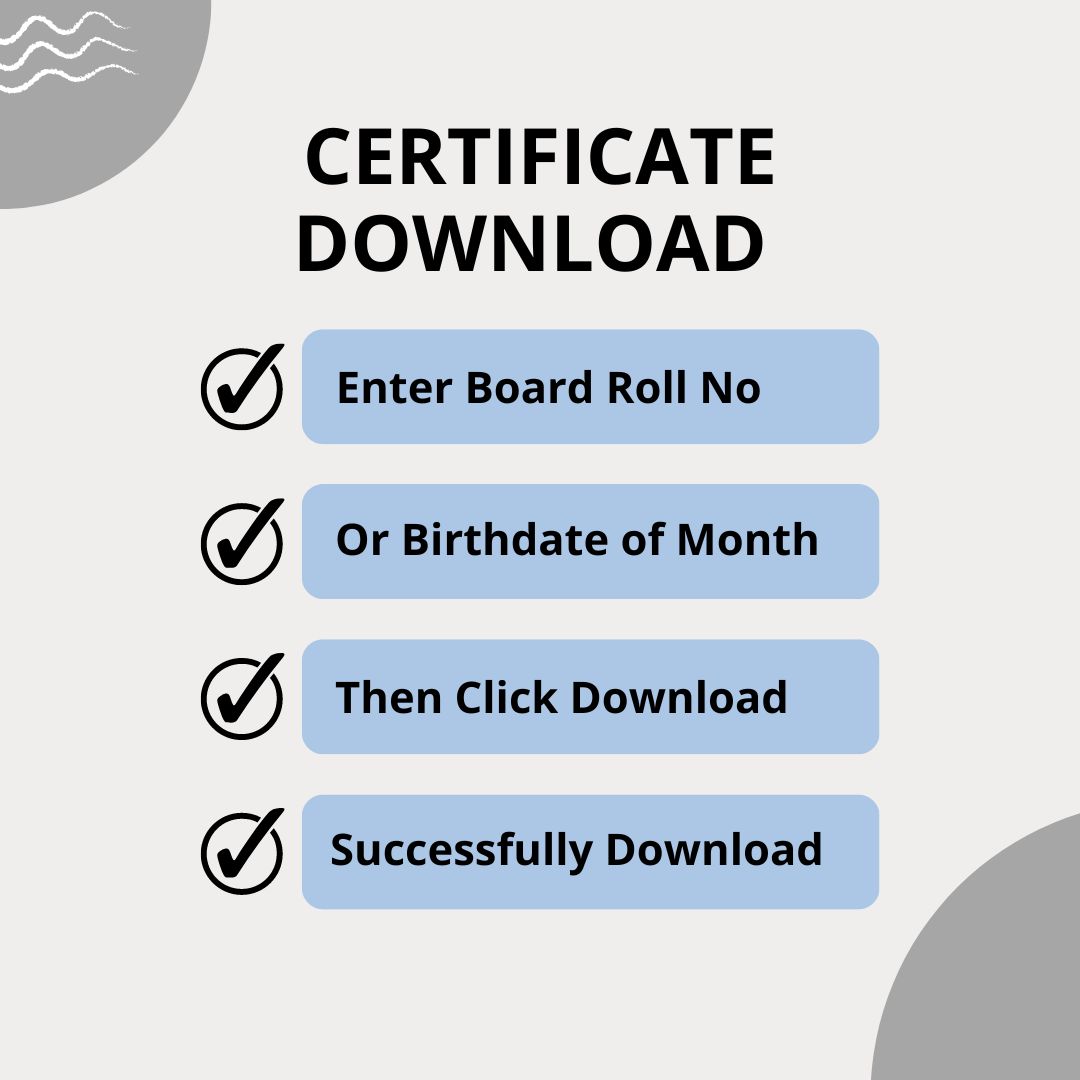 CERTIFICATE
DOWNLOAD
Enter Board Roll No
Or Birthdate of Month
Then Click Download
Successfully Download